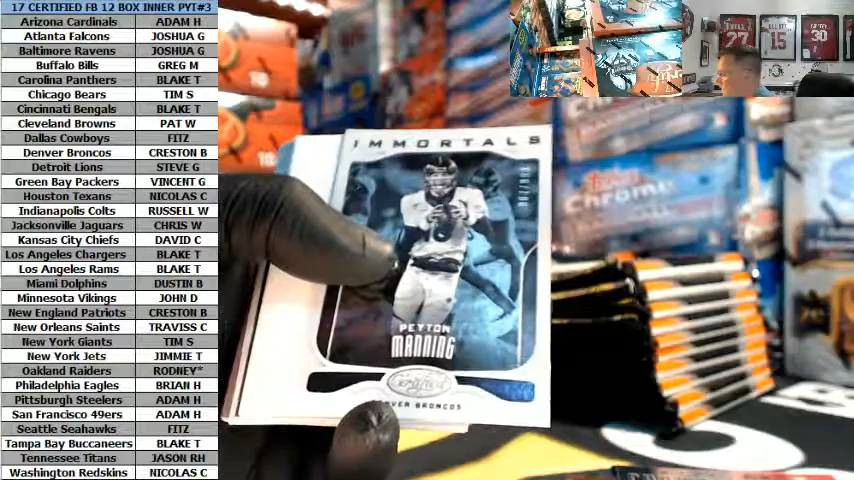 17 CERTIFIED FB 12 BOX INNER PYT#3
Arizona Cardinals ADAM H
Atlanta Falcons JOSHUA G
Baltimore Ravens JOSHUA G
Buffalo Bills GREG M
Carolina Panthers BLAKE T
Chicago Bears TIM S
Cincinnati Bengals BLAKE T
Cleveland Browns PAT W
Dallas Cowboys FITZ
Denver Broncos CRESTON B
Detroit Lions STEVE G
Green Bay Packers VINCENT G
Houston Texans NICOLAS C
Indianapolis Colts RUSSELL W
Jacksonville Jaguars CHRIS W
Kansas City Chiefs DAVID C
Los Angeles Chargers BLAKE T
Los Angeles Rams BLAKE T
Miami Dolphins DUSTIN B
Minnesota Vikings JOHN D
New England Patriots CRESTON B
New Orleans Saints TRAVISS C
New York Giants TIM S
New York Jets JIMMIE T
Oakland Raiders RODNEY*
Philadelphia Eagles BRIAN H
Pittsburgh Steelers ADAM H
San Francisco 49ers ADAM H
Seattle Seahawks FITZ
Tampa Bay Buccaneers BLAKE T
Tennessee Titans JASON RH
Washington Redskins NICOLAS C
IMMORTALS
PEYTON
MANNING
Certified
VER BRONCOS
Topps
Chrome
27
15
30